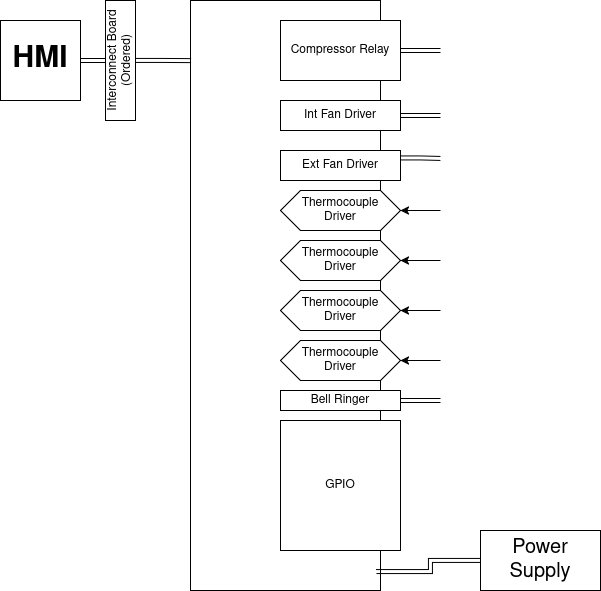 HMI
Interconnect Board
(Ordered)
Compressor Relay
Int Fan Driver
Ext Fan Driver
Thermocouple
Driver
Thermocouple
Driver
Thermocouple
Driver
Thermocouple
Driver
Bell Ringer
GPIO
Power
Supply